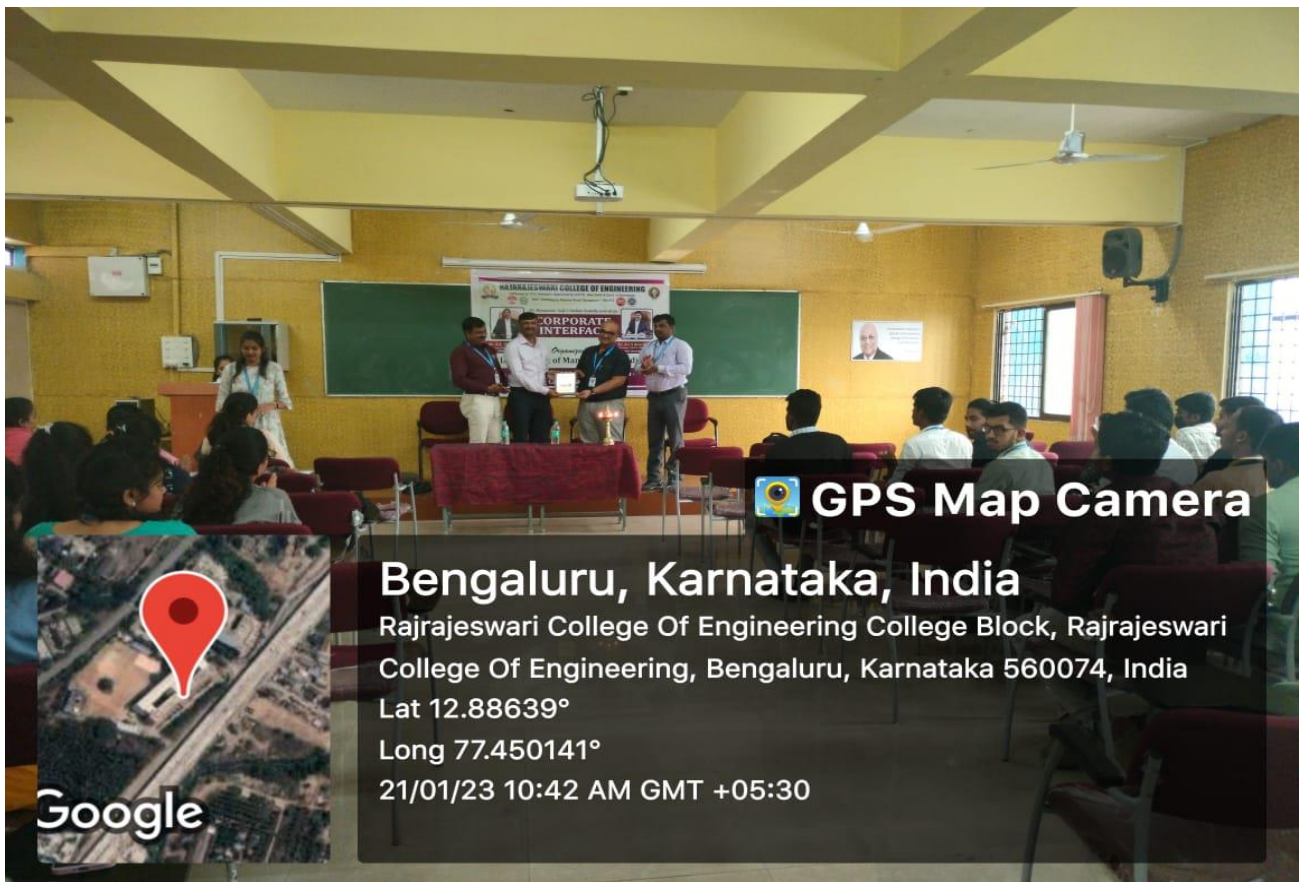 RAJARAJESWARI COLLEGE OF ENGINEERING
CORPORATE
INTERFACE
GPS Map Camera
Bengaluru, Karnataka, India
Rajrajeswari College Of Engineering College Block, Rajrajeswari
College Of Engineering, Bengaluru, Karnataka 560074, India
Lat 12.88639°
Long 77.450141°
21/01/23 10:42 AM GMT +05:30
Google